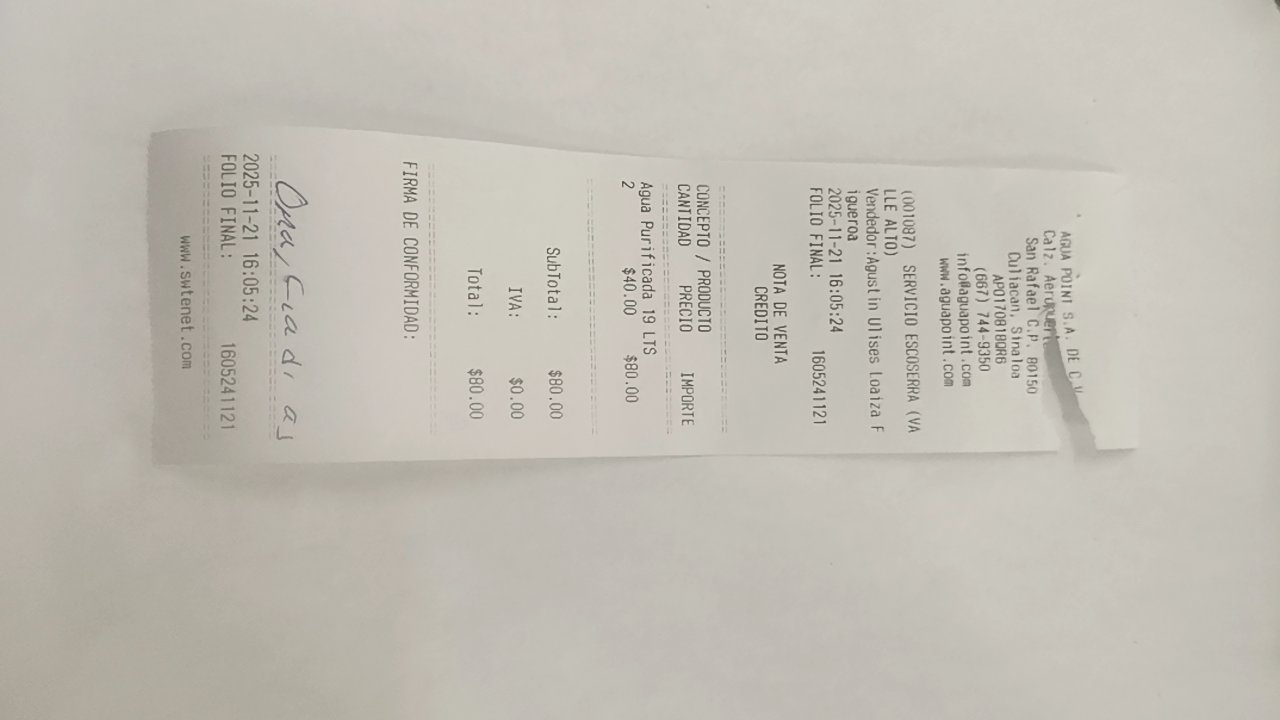 AGUA POINT S.A. DE C.V.
Calz. Aeropuerto
San Rafael C.P. 80150
Culiacan, Sinaloa
APO170818QR6
(667) 744-9350
info@aguapoint.com
www.aguapoint.com
(001087) SERVICIO ESCOSERRA (VA
LLE ALTO)
Vendedor:Agustin Ulises Loaiza F
igueroa
2025-11-21 16:05:24
FOLIO FINAL: 1605241121
NOTA DE VENTA
CREDITO
CONCEPTO / PRODUCTO
CANTIDAD PRECIO IMPORTE
Agua Purificada 19 LTS
2 $40.00 $80.00
SubTotal: $80.00
IVA: $0.00
Total: $80.00
FIRMA DE CONFORMIDAD:
2025-11-21 16:05:24
FOLIO FINAL: 1605241121
www.swtenet.com